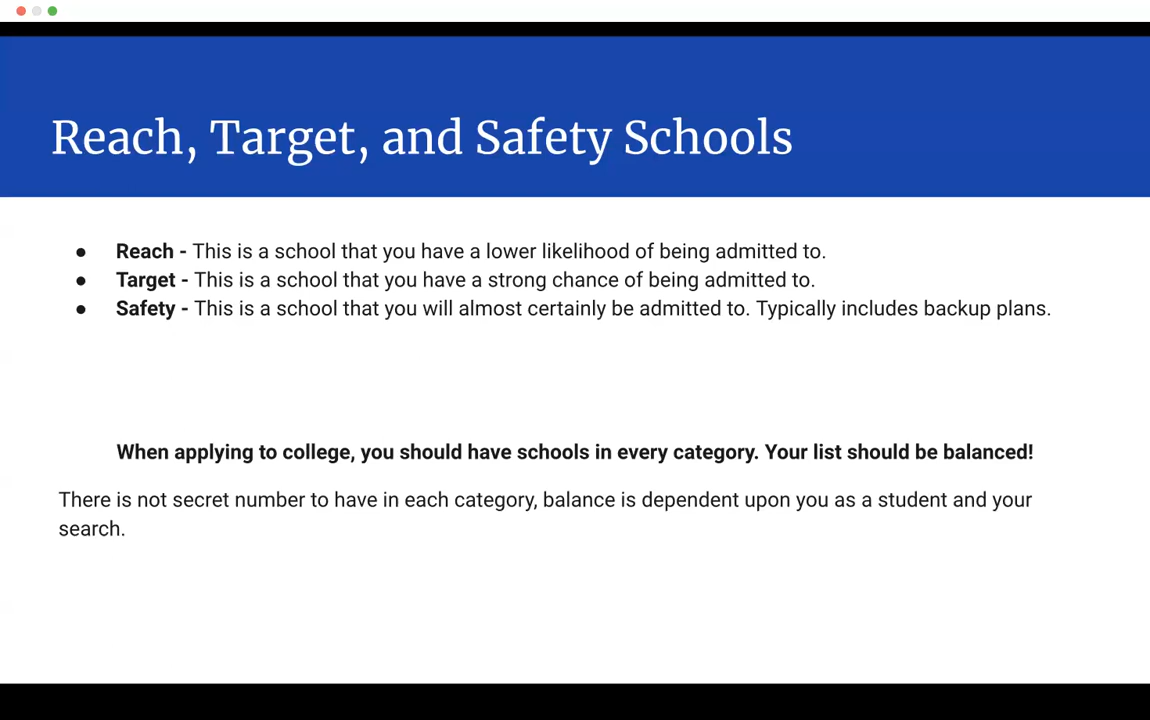 Reach, Target, and Safety Schools
● Reach - This is a school that you have a lower likelihood of being admitted to.
● Target - This is a school that you have a strong chance of being admitted to.
● Safety - This is a school that you will almost certainly be admitted to. Typically includes backup plans.
When applying to college, you should have schools in every category. Your list should be balanced!
There is not secret number to have in each category, balance is dependent upon you as a student and your
search.